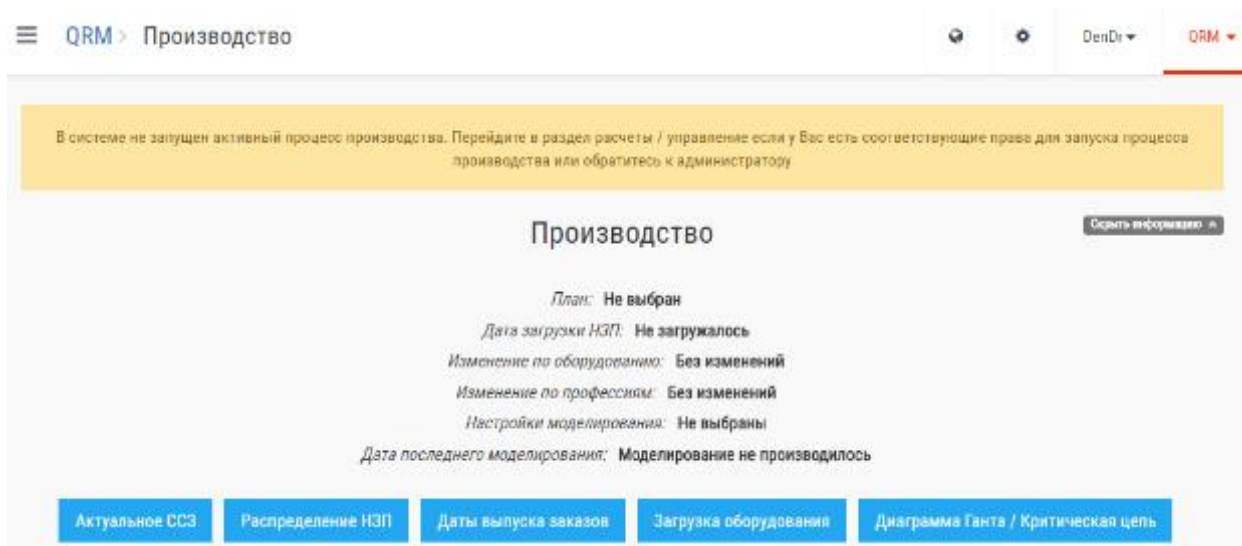 QRM > Производство DenDr QRM
В системе не запущен активный процесс производства. Перейдите в раздел расчеты / управление если у Вас есть соответствующие права для запуска процесса
производства или обратитесь к администратору
Производство Скрыть информацию
План: Не выбран
Дата загрузки НЗП: Не загружалось
Изменение по оборудованию: Без изменений
Изменение по профессиям: Без изменений
Настройки моделирования: Не выбраны
Дата последнего моделирования: Моделирование не производилось
Актуальное ССЗ Распределение НЗП Даты выпуска заказов Загрузка оборудования Диаграмма Ганта / Критическая цепь